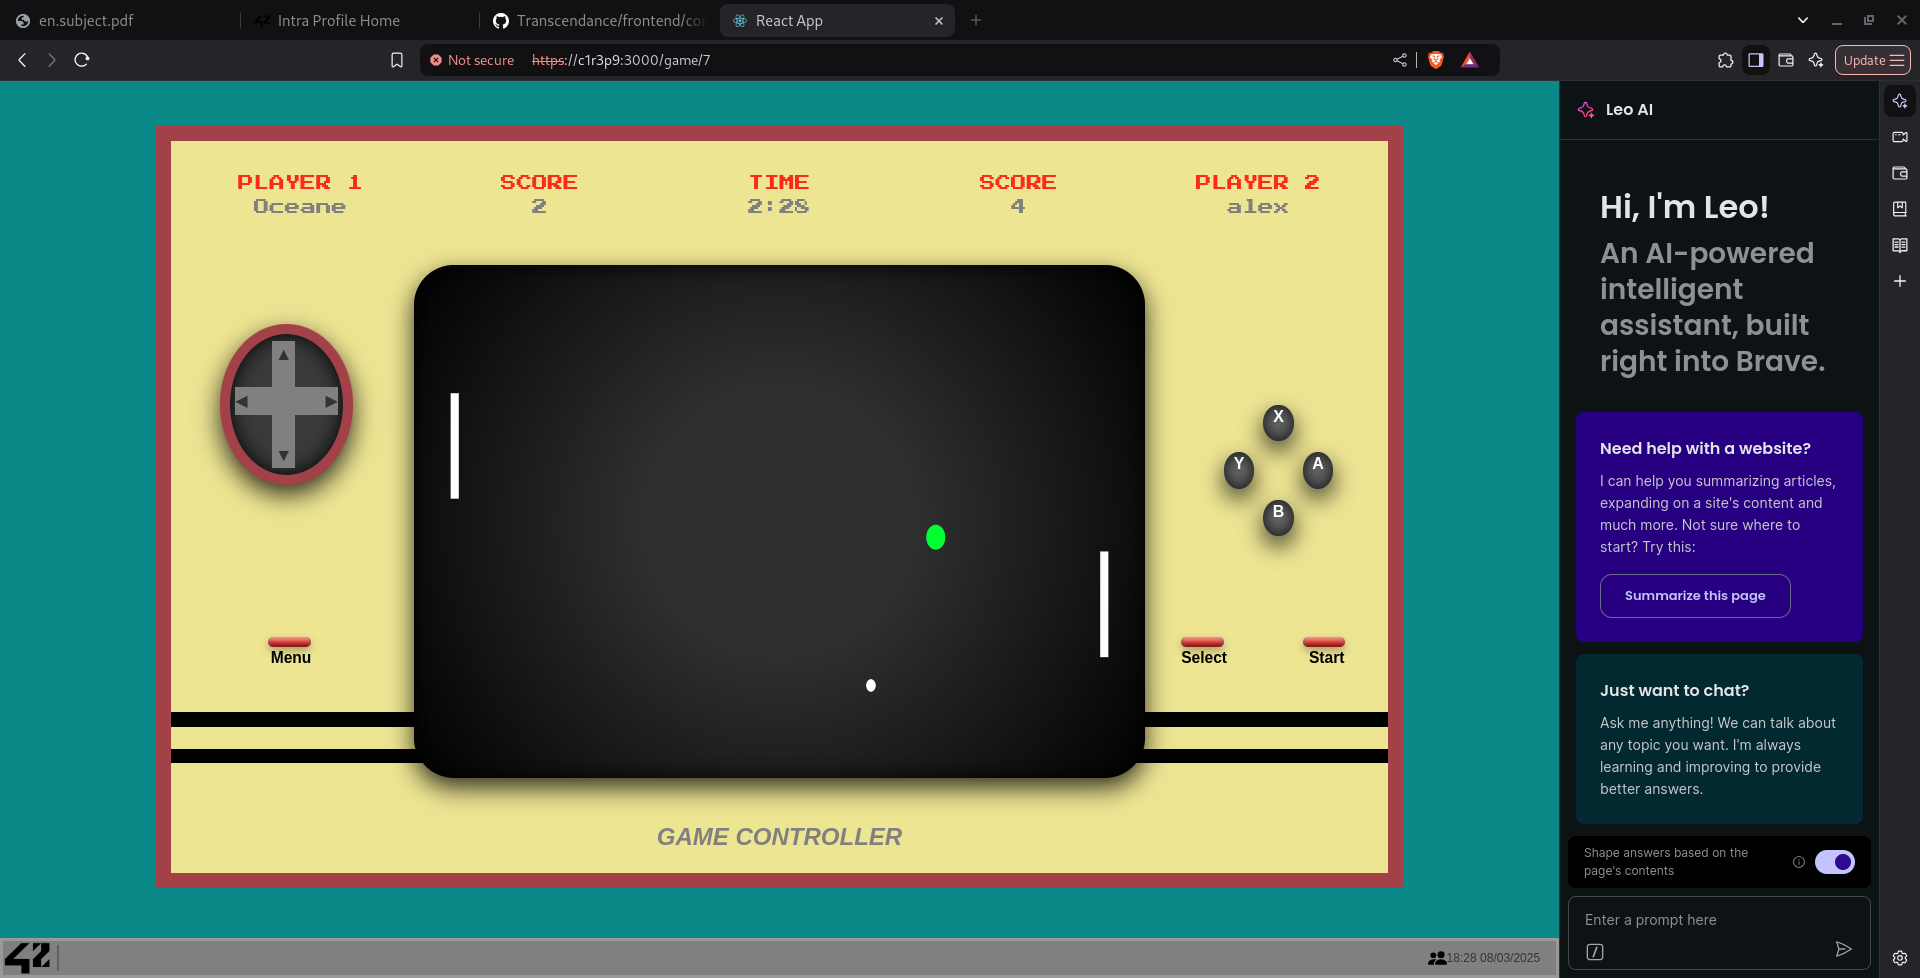 en.subject.pdf
Intra Profile Home
Transcendance/frontend/cor
React App
Not secure
https://c1r3p9:3000/game/7
Update
PLAYER 1
Oceane
SCORE
2
TIME
2:28
SCORE
4
PLAYER 2
alex
X
Y
A
B
Menu
Select
Start
GAME CONTROLLER
42
18:28 08/03/2025
Leo AI
Hi, I'm Leo!
An AI-powered
intelligent
assistant, built
right into Brave.
Need help with a website?
I can help you summarizing articles,
expanding on a site's content and
much more. Not sure where to
start? Try this:
Summarize this page
Just want to chat?
Ask me anything! We can talk about
any topic you want. I'm always
learning and improving to provide
better answers.
Shape answers based on the
page's contents
Enter a prompt here